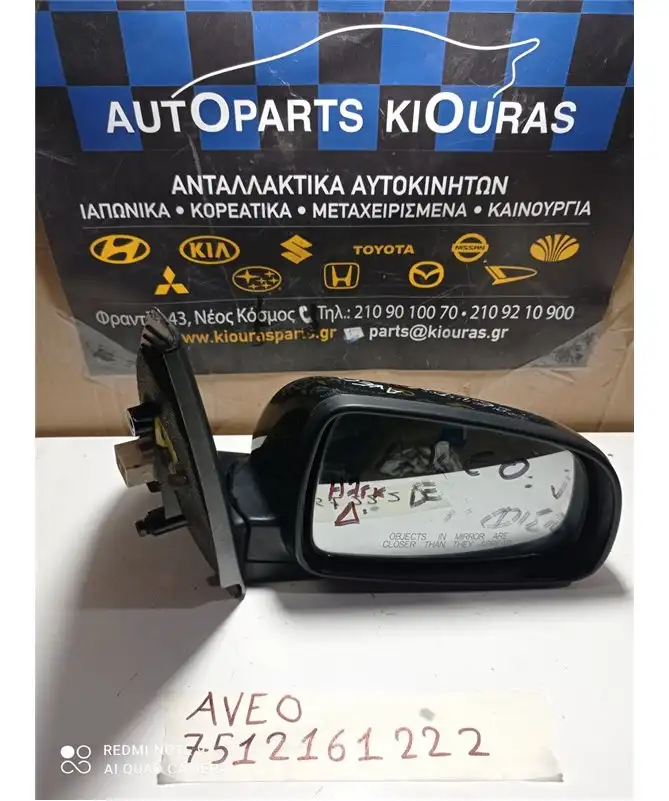 AUTOPARTS KIOURAS
ΑΝΤΑΛΛΑΚΤΙΚΑ ΑΥΤΟΚΙΝΗΤΩΝ
ΙΑΠΩΝΙΚΑ • ΚΟΡΕΑΤΙΚΑ • ΜΕΤΑΧΕΙΡΙΣΜΕΝΑ • ΚΑΙΝΟΥΡΓΙΑ
KIA TOYOTA NISSAN
43, Νέος Κόσμος Τηλ.: 210 90 100 70 • 210 92 10 900
www.kiourasparts.gr parts@kiouras.gr
OBJECTS IN MIRROR ARE
CLOSER THAN THEY APPEAR
AVEO
7512161222
REDMI NOTE
AI QUAD CAMERA